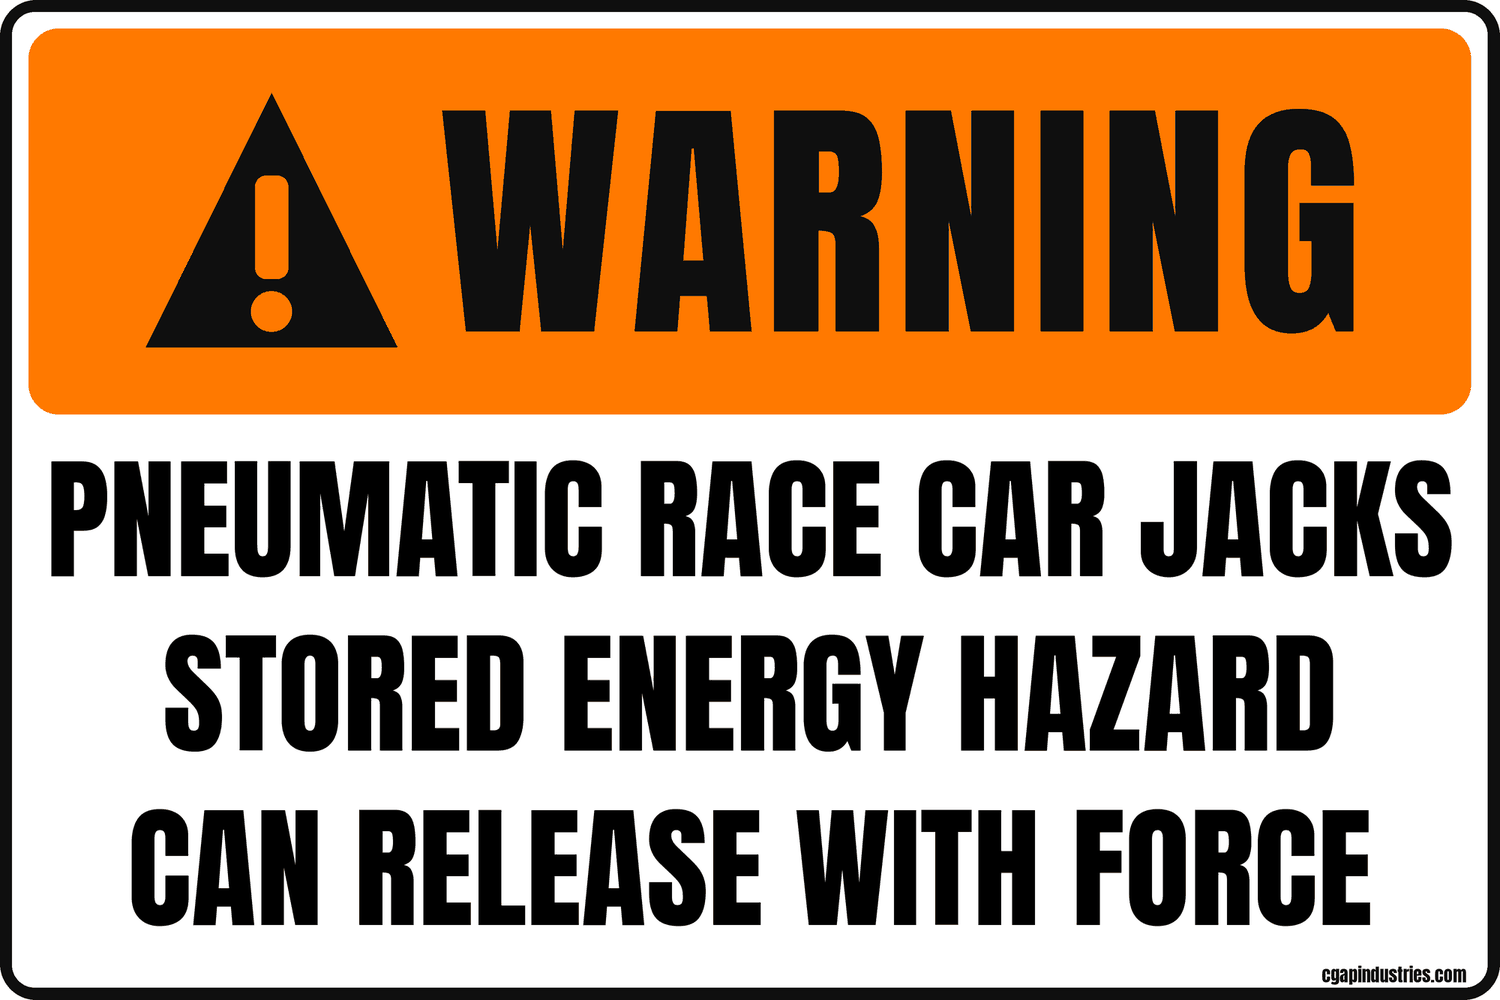 WARNING
PNEUMATIC RACE CAR JACKS
STORED ENERGY HAZARD
CAN RELEASE WITH FORCE
cgapindustries.com